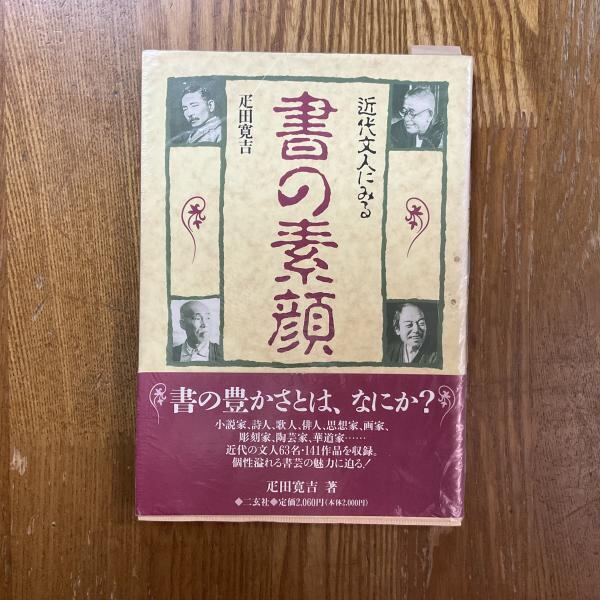 近代文人にみる
書の素顔
疋田寛吉
書の豊かさとは、なにか?
小説家、詩人、歌人、俳人、思想家、画家、
彫刻家、陶芸家、華道家……
近代の文人63名・141作品を収録。
個性溢れる書芸の魅力に迫る!
疋田寛吉 著
◆二玄社◆定価2,060円(本体2,000円)